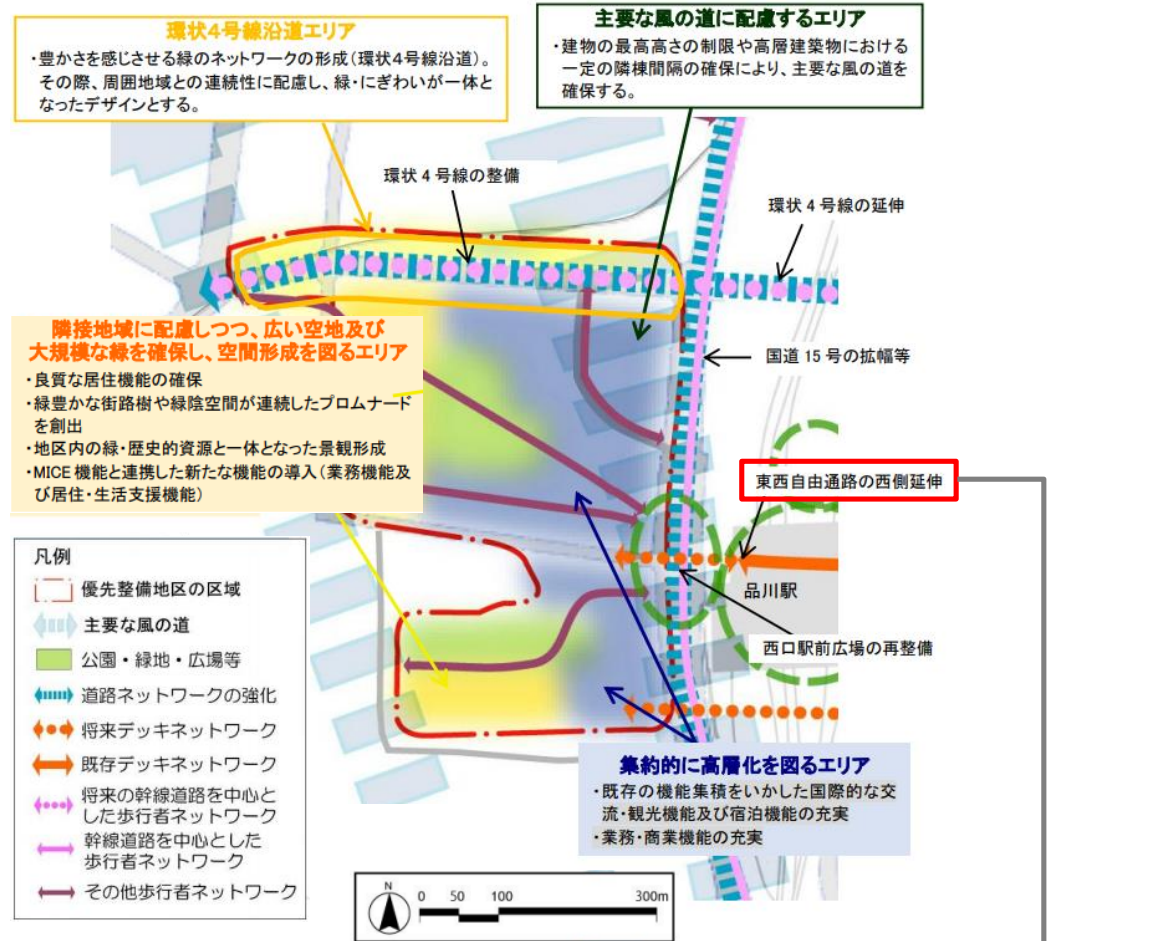 環状4号線沿道エリア
・豊かさを感じさせる緑のネットワークの形成(環状4号線沿道)。
その際、周囲地域との連続性に配慮し、緑・にぎわいが一体と
なったデザインとする。
主要な風の道に配慮するエリア
・建物の最高高さの制限や高層建築物における
一定の隣棟間隔の確保により、主要な風の道を
確保する。
環状4号線の整備
環状4号線の延伸
隣接地域に配慮しつつ、広い空地及び
大規模な緑を確保し、空間形成を図るエリア
・良質な居住機能の確保
・緑豊かな街路樹や緑陰空間が連続したプロムナード
を創出
・地区内の緑・歴史的資源と一体となった景観形成
・MICE機能と連携した新たな機能の導入(業務機能及
び居住・生活支援機能)
国道15号の拡幅等
東西自由通路の西側延伸
品川駅
西口駅前広場の再整備
集約的に高層化を図るエリア
・既存の機能集積をいかした国際的な交
流・観光機能及び宿泊機能の充実
・業務・商業機能の充実
凡例
優先整備地区の区域
主要な風の道
公園・緑地・広場等
道路ネットワークの強化
将来デッキネットワーク
既存デッキネットワーク
将来の幹線道路を中心と
した歩行者ネットワーク
幹線道路を中心とした
歩行者ネットワーク
その他歩行者ネットワーク
N
0 50 100 300m